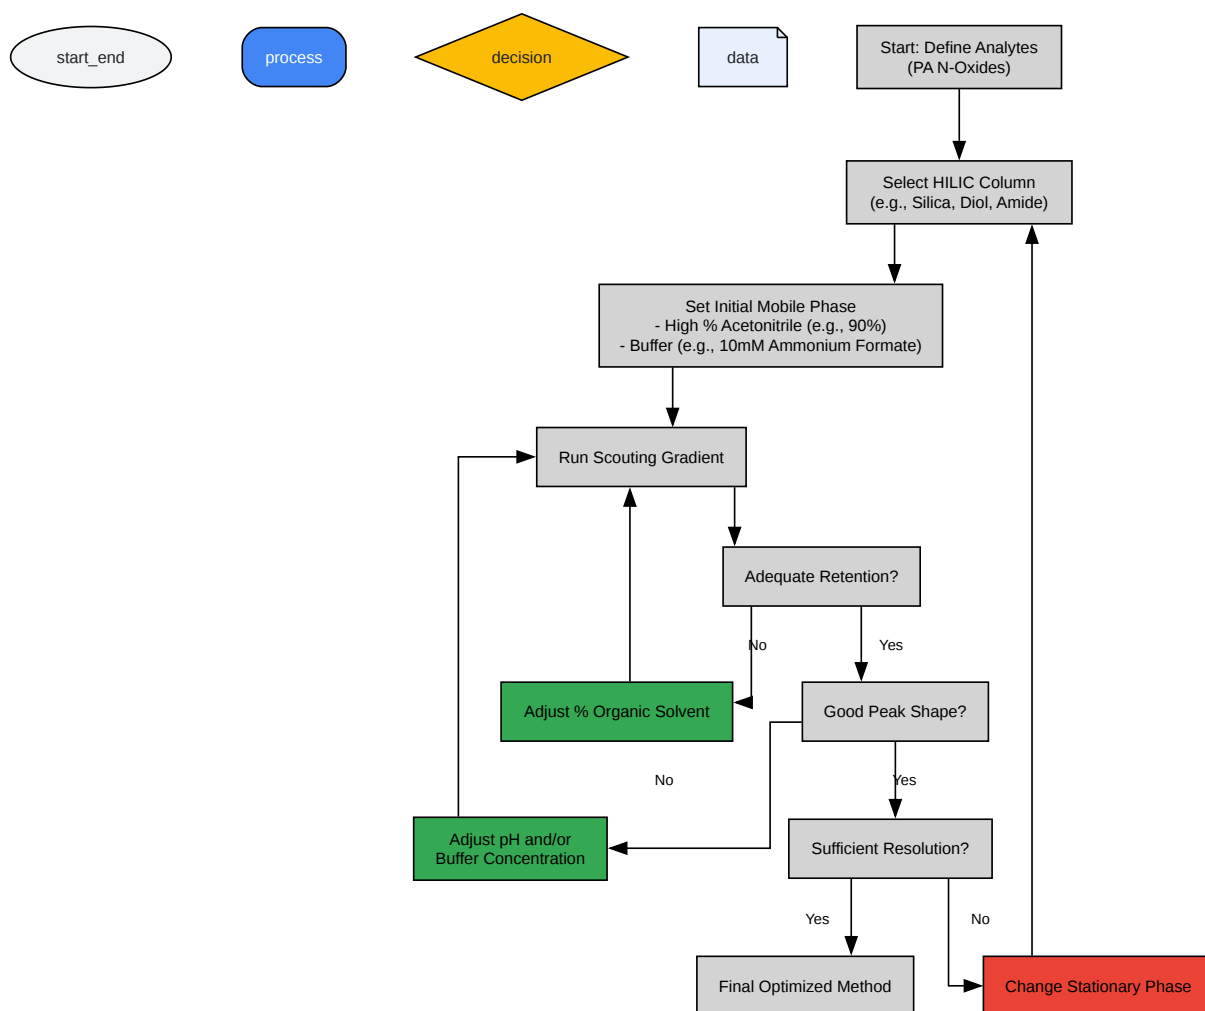 start_end
process
decision
data
Start: Define Analytes
(PA N-Oxides)
Select HILIC Column
(e.g., Silica, Diol, Amide)
Set Initial Mobile Phase
- High % Acetonitrile (e.g., 90%)
- Buffer (e.g., 10mM Ammonium Formate)
Run Scouting Gradient
Adequate Retention?
No
Yes
Adjust % Organic Solvent
Good Peak Shape?
No
Yes
Adjust pH and/or
Buffer Concentration
Sufficient Resolution?
Yes
No
Final Optimized Method
Change Stationary Phase